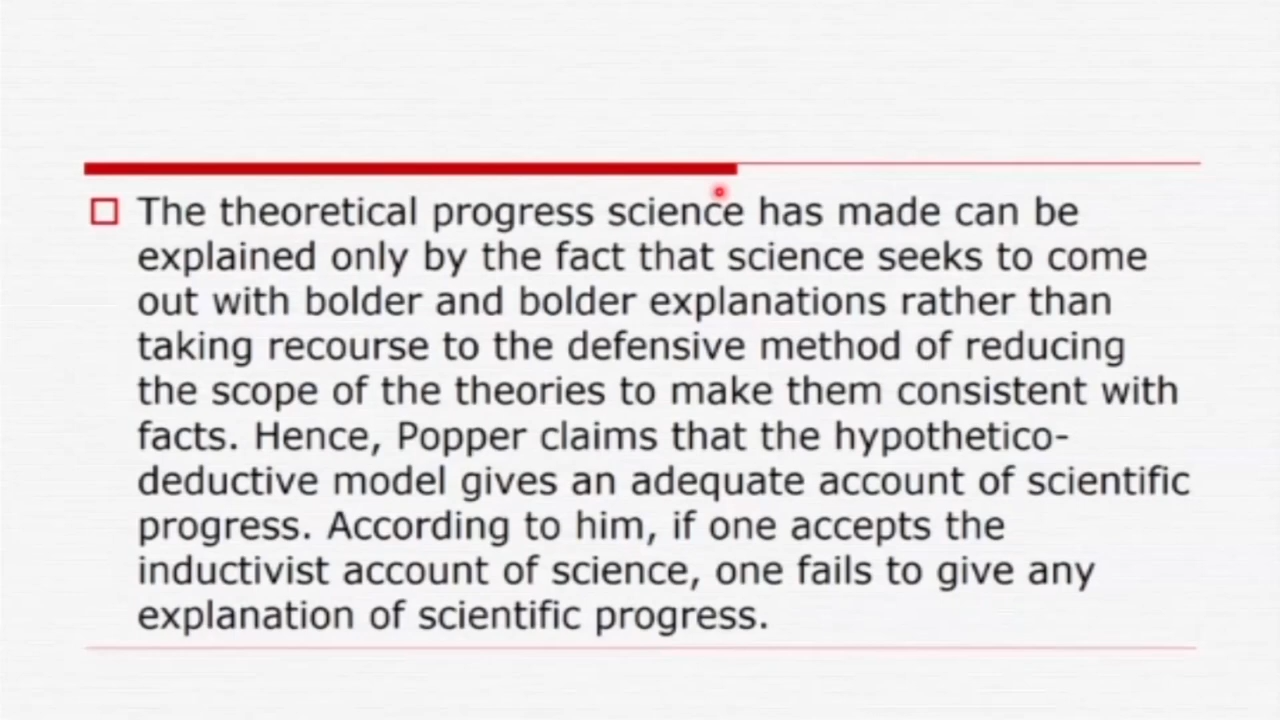 The theoretical progress science has made can be
explained only by the fact that science seeks to come
out with bolder and bolder explanations rather than
taking recourse to the defensive method of reducing
the scope of the theories to make them consistent with
facts. Hence, Popper claims that the hypothetico-
deductive model gives an adequate account of scientific
progress. According to him, if one accepts the
inductivist account of science, one fails to give any
explanation of scientific progress.